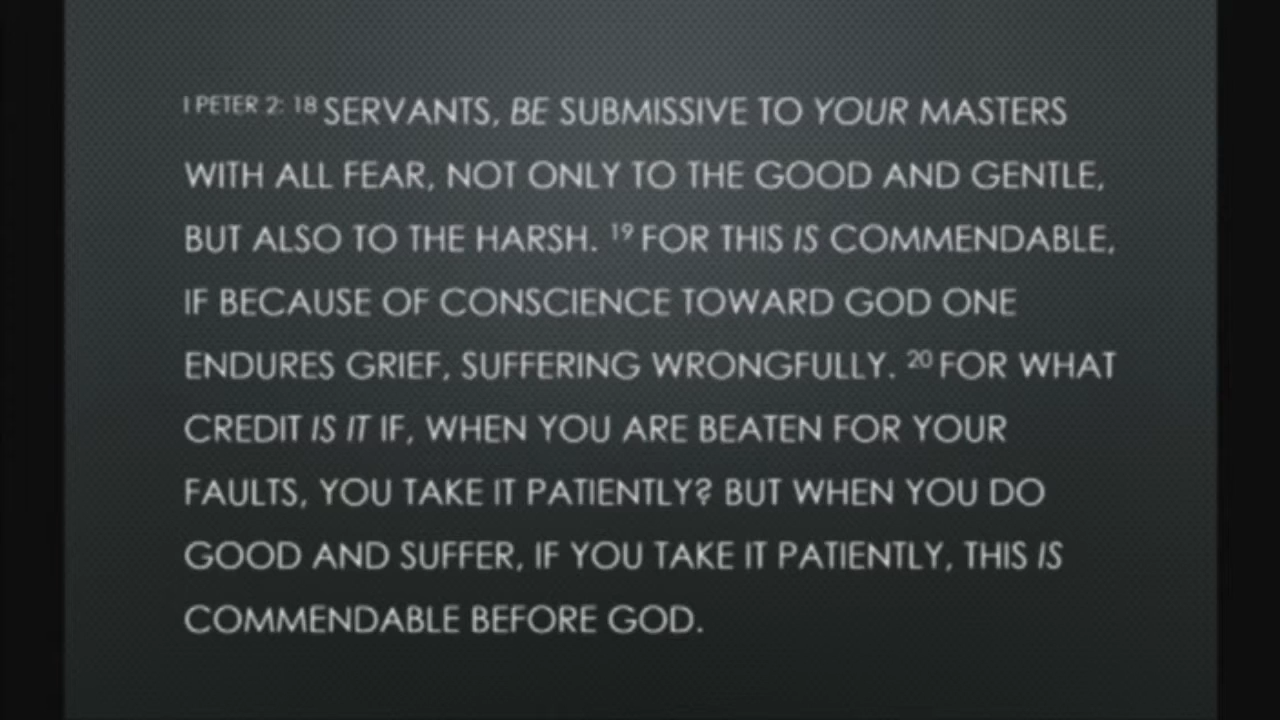 I PETER 2: 18 SERVANTS, BE SUBMISSIVE TO YOUR MASTERS
WITH ALL FEAR, NOT ONLY TO THE GOOD AND GENTLE,
BUT ALSO TO THE HARSH. 19 FOR THIS IS COMMENDABLE,
IF BECAUSE OF CONSCIENCE TOWARD GOD ONE
ENDURES GRIEF, SUFFERING WRONGFULLY. 20 FOR WHAT
CREDIT IS IT IF, WHEN YOU ARE BEATEN FOR YOUR
FAULTS, YOU TAKE IT PATIENTLY? BUT WHEN YOU DO
GOOD AND SUFFER, IF YOU TAKE IT PATIENTLY, THIS IS
COMMENDABLE BEFORE GOD.